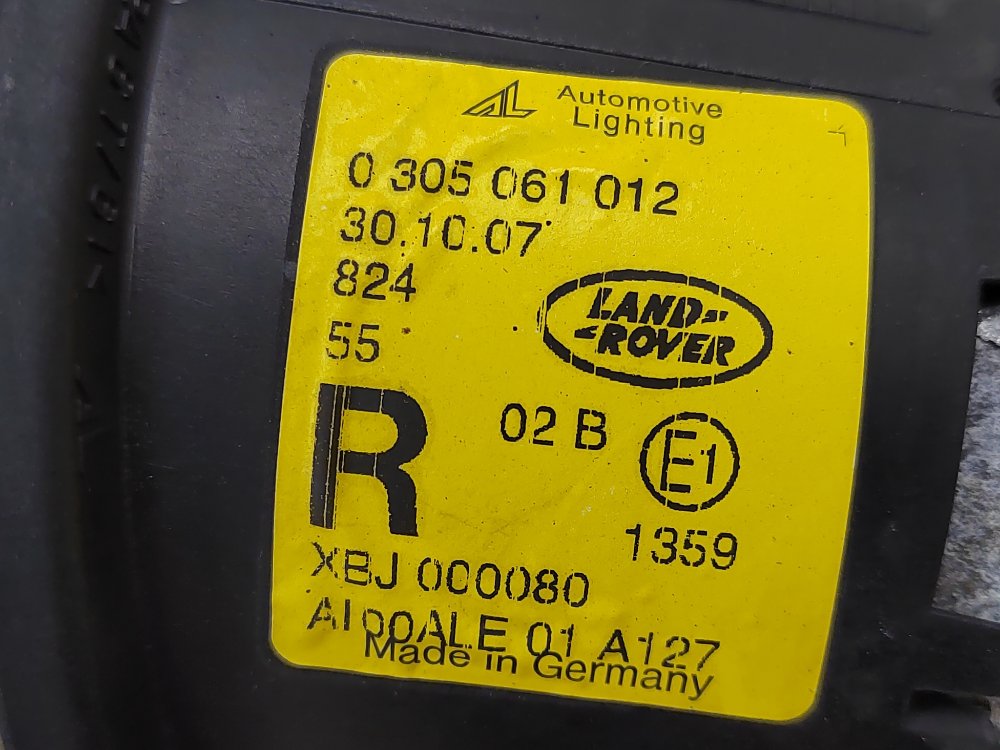 AL Automotive
Lighting
0 305 061 012
30.10.07
824
LAND-
-ROVER
55
R
02 B
E1
1359
XBJ 000080
AI00ALE 01 A127
Made in Germany